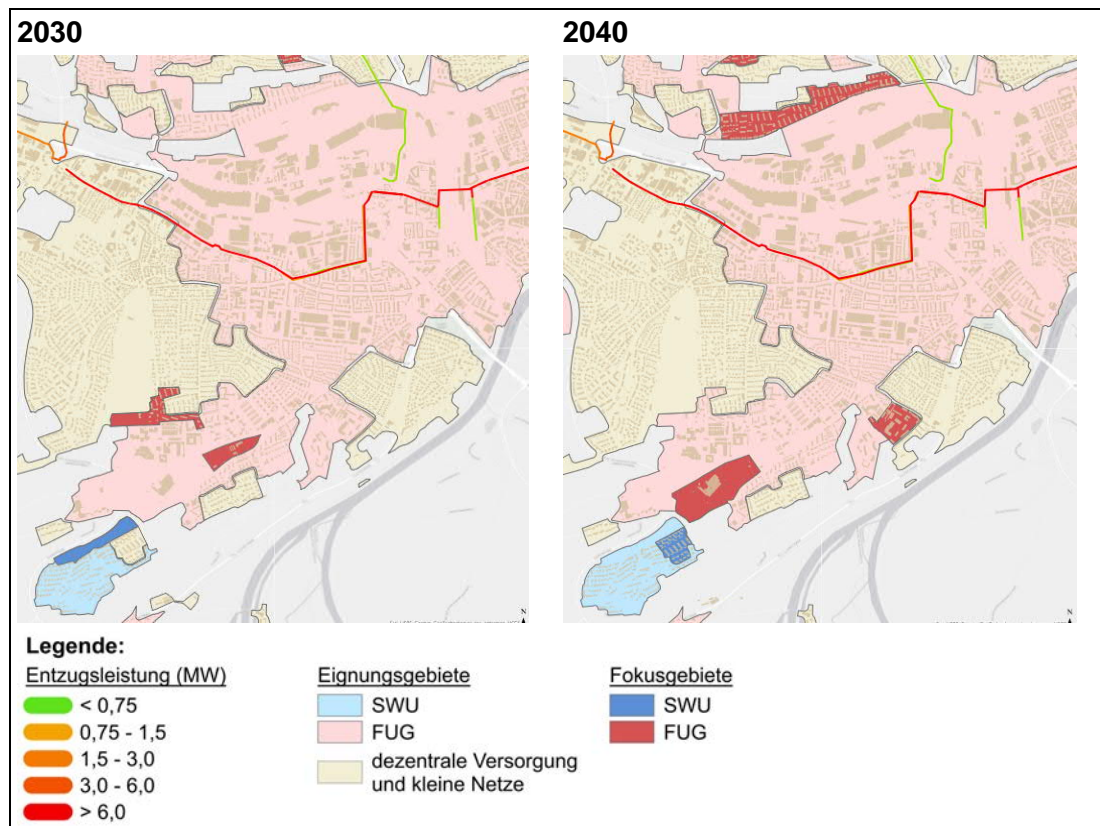 2030
2040
N
N
Legende:
Entzugsleistung (MW)
< 0,75
0,75 - 1,5
1,5 - 3,0
3,0 - 6,0
> 6,0
Eignungsgebiete
SWU
FUG
dezentrale Versorgung
und kleine Netze
Fokusgebiete
SWU
FUG